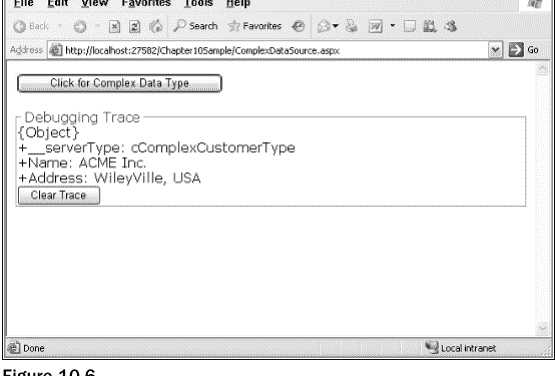 File Edit View Favorites Tools Help
Back Search Favorites
Address http://localhost:27582/Chapter10Sample/ComplexDataSource.aspx Go
Click for Complex Data Type
Debugging Trace
{Object}
+__serverType: cComplexCustomerType
+Name: ACME Inc.
+Address: WileyVille, USA
Clear Trace
Done Local intranet
Figure 10-6